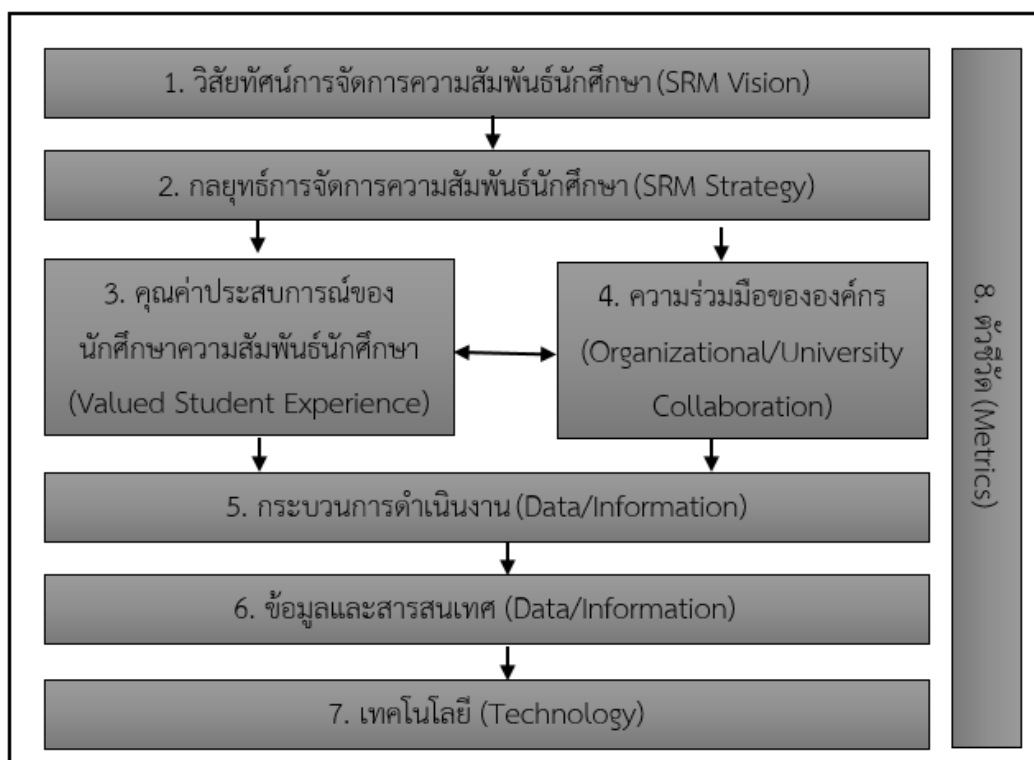 1. วิสัยทัศน์การจัดการความสัมพันธ์นักศึกษา (SRM Vision)
2. กลยุทธ์การจัดการความสัมพันธ์นักศึกษา (SRM Strategy)
3. คุณค่าประสบการณ์ของ
นักศึกษาความสัมพันธ์นักศึกษา
(Valued Student Experience)
4. ความร่วมมือขององค์กร
(Organizational/University
Collaboration)
5. กระบวนการดำเนินงาน (Data/Information)
6. ข้อมูลและสารสนเทศ (Data/Information)
7. เทคโนโลยี (Technology)
8. ตัวชี้วัด (Metrics)